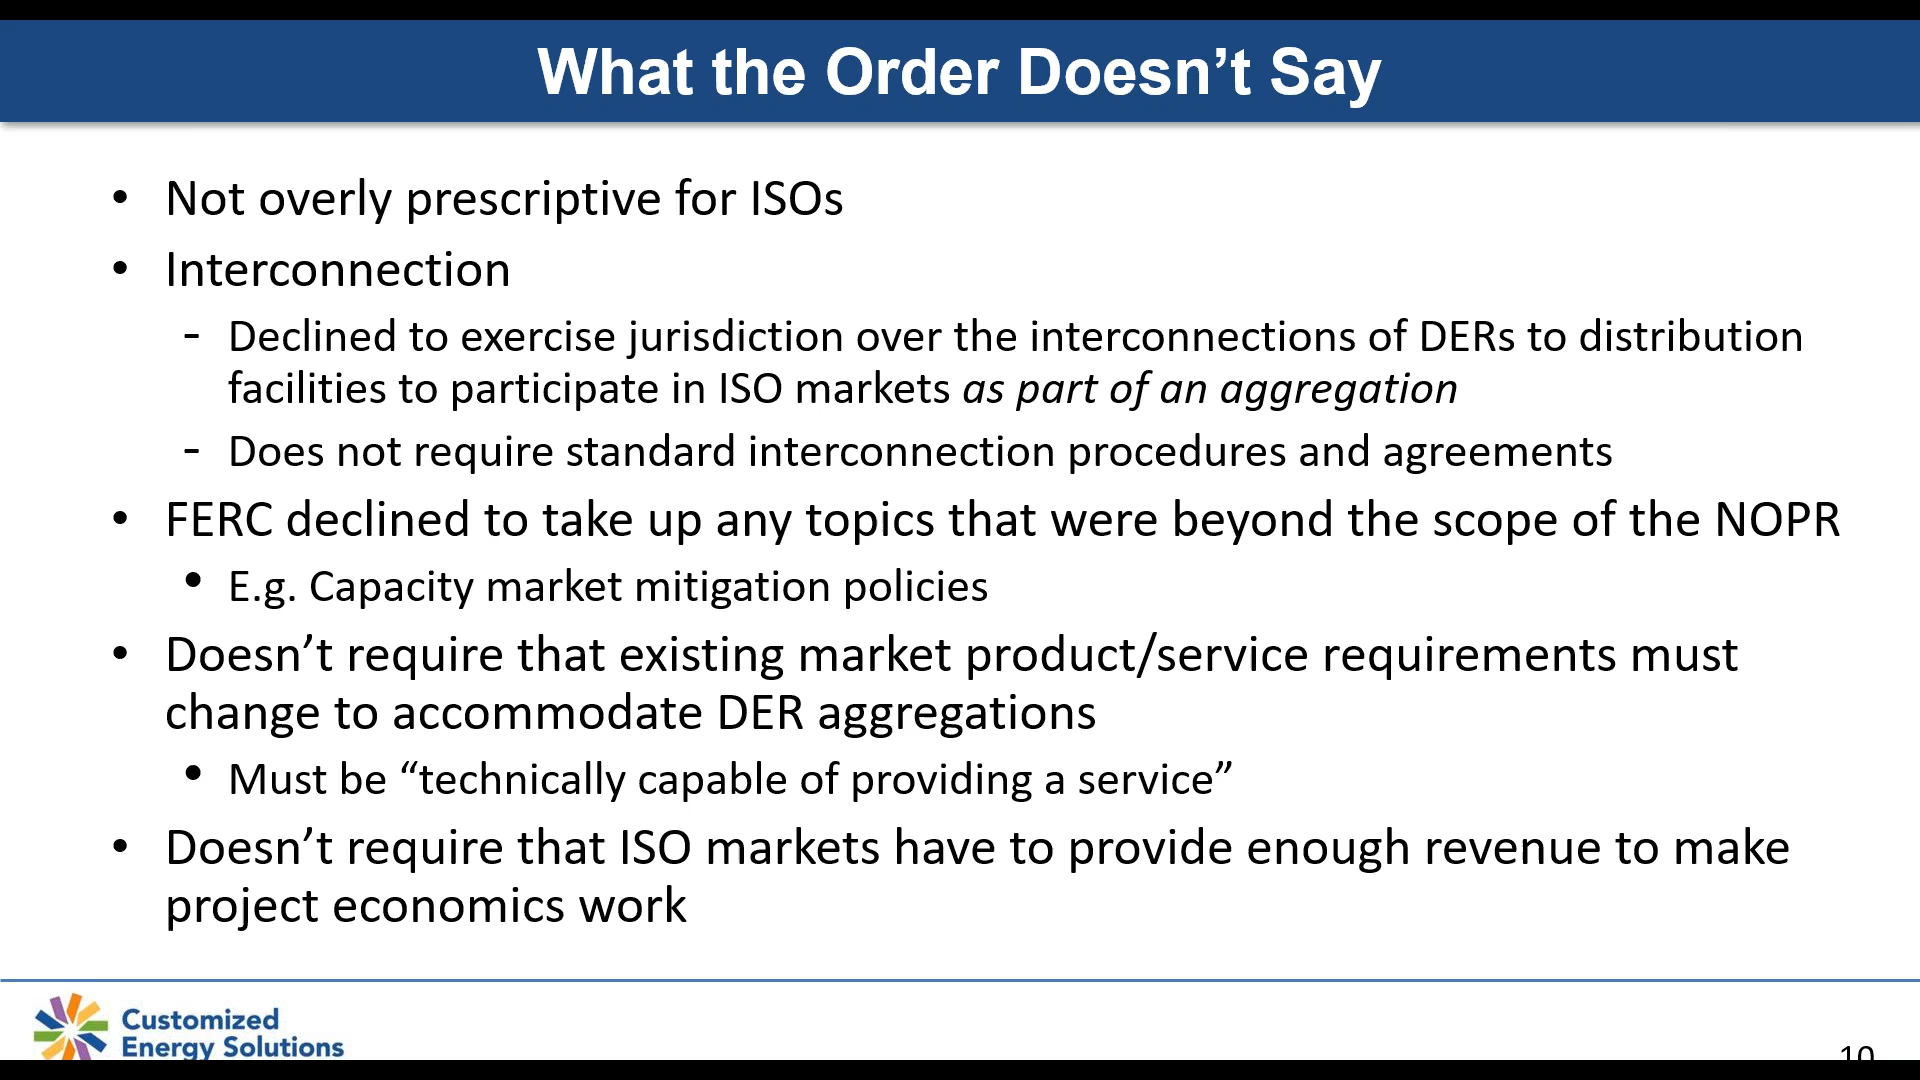 What the Order Doesn’t Say
• Not overly prescriptive for ISOs
• Interconnection
- Declined to exercise jurisdiction over the interconnections of DERs to distribution
facilities to participate in ISO markets as part of an aggregation
- Does not require standard interconnection procedures and agreements
• FERC declined to take up any topics that were beyond the scope of the NOPR
• E.g. Capacity market mitigation policies
• Doesn’t require that existing market product/service requirements must
change to accommodate DER aggregations
• Must be “technically capable of providing a service”
• Doesn’t require that ISO markets have to provide enough revenue to make
project economics work
Customized
Energy Solutions
10